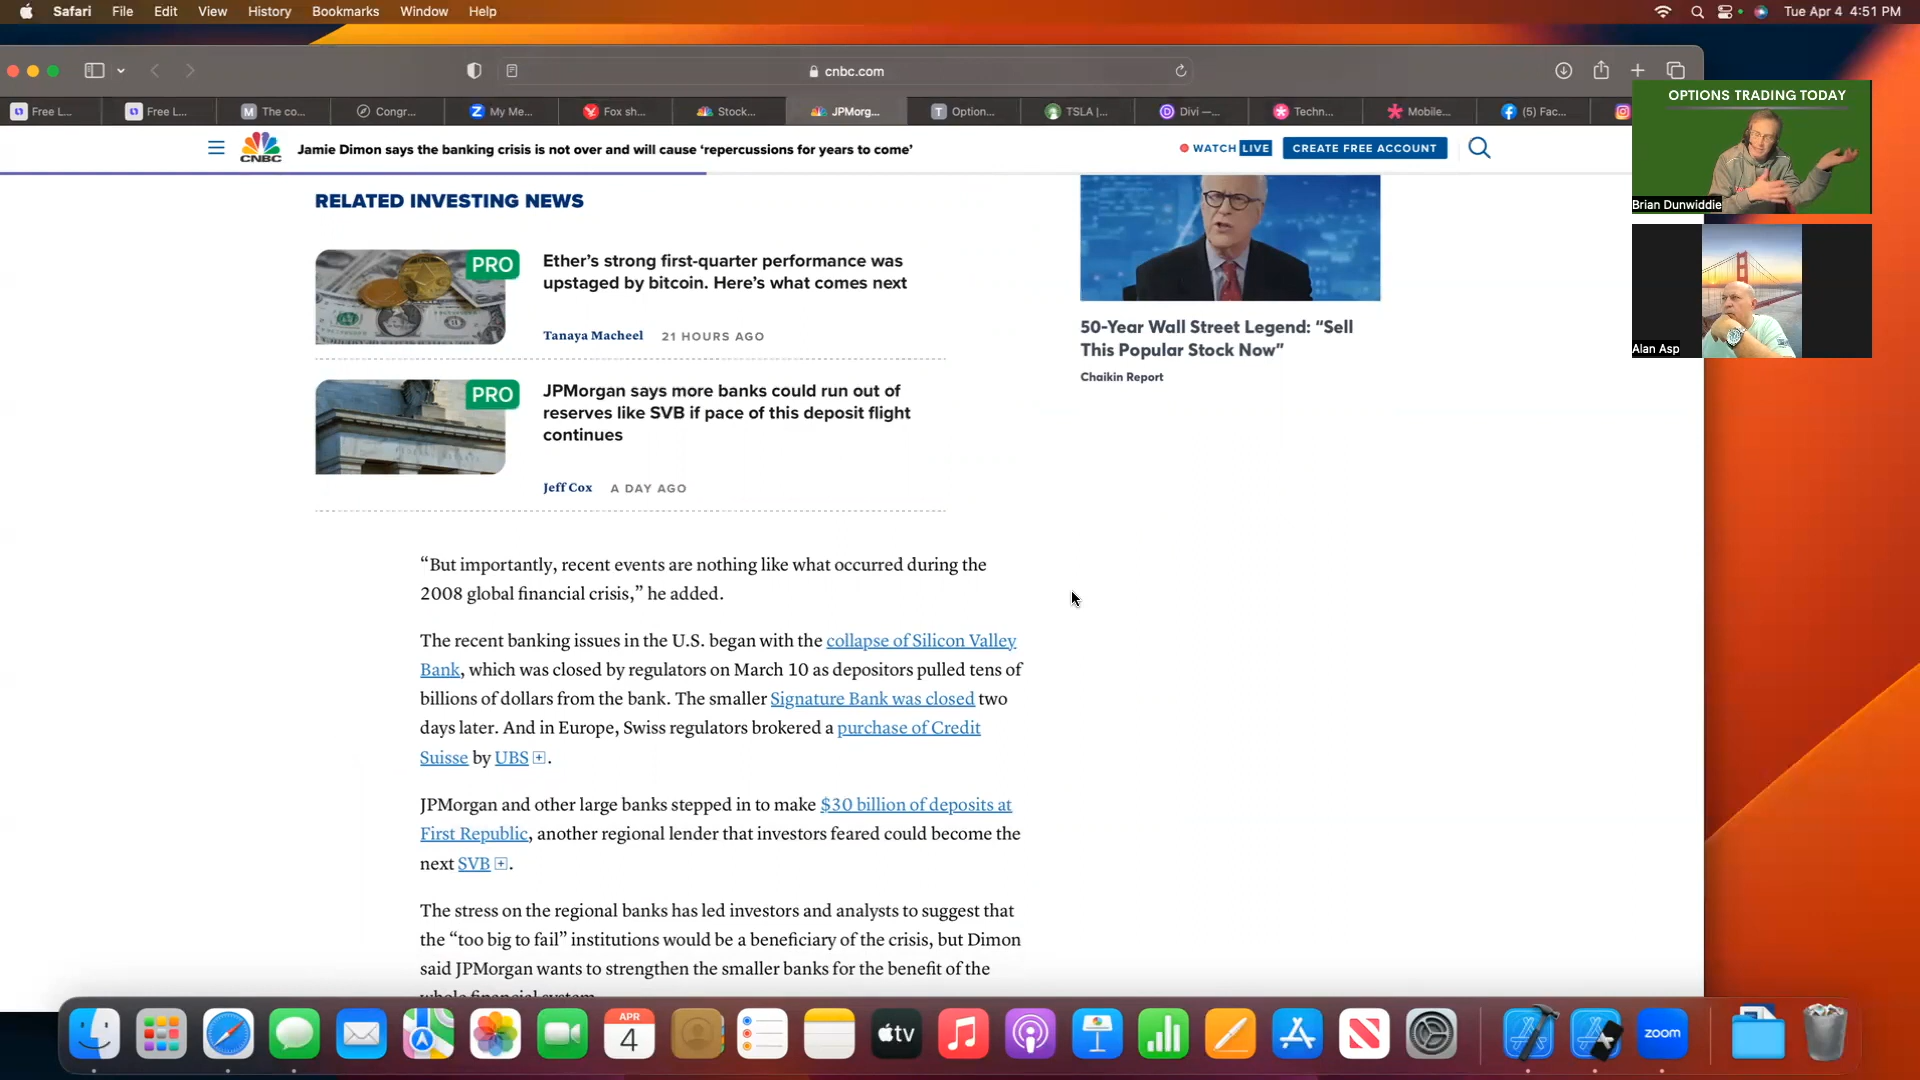 Safari File Edit View History Bookmarks Window Help
Tue Apr 4 4:51 PM
cnbc.com
Free L...
Free L...
M The co...
Congr...
Z My Me...
Fox sh...
Stock...
JPMorg...
T Option...
TSLA |...
Divi —...
Techn...
Mobile...
(5) Fac...
CNBC
Jamie Dimon says the banking crisis is not over and will cause ‘repercussions for years to come’
WATCH LIVE
CREATE FREE ACCOUNT
OPTIONS TRADING TODAY
Brian Dunwiddie
Alan Asp
RELATED INVESTING NEWS
PRO
Ether’s strong first-quarter performance was
upstaged by bitcoin. Here’s what comes next
Tanaya Macheel 21 HOURS AGO
PRO
JPMorgan says more banks could run out of
reserves like SVB if pace of this deposit flight
continues
Jeff Cox A DAY AGO
50-Year Wall Street Legend: “Sell
This Popular Stock Now”
Chaikin Report
“But importantly, recent events are nothing like what occurred during the
2008 global financial crisis,” he added.
The recent banking issues in the U.S. began with the collapse of Silicon Valley
Bank, which was closed by regulators on March 10 as depositors pulled tens of
billions of dollars from the bank. The smaller Signature Bank was closed two
days later. And in Europe, Swiss regulators brokered a purchase of Credit
Suisse by UBS.
JPMorgan and other large banks stepped in to make $30 billion of deposits at
First Republic, another regional lender that investors feared could become the
next SVB.
The stress on the regional banks has led investors and analysts to suggest that
the “too big to fail” institutions would be a beneficiary of the crisis, but Dimon
said JPMorgan wants to strengthen the smaller banks for the benefit of the
whole financial system.
APR
4
tv
zoom